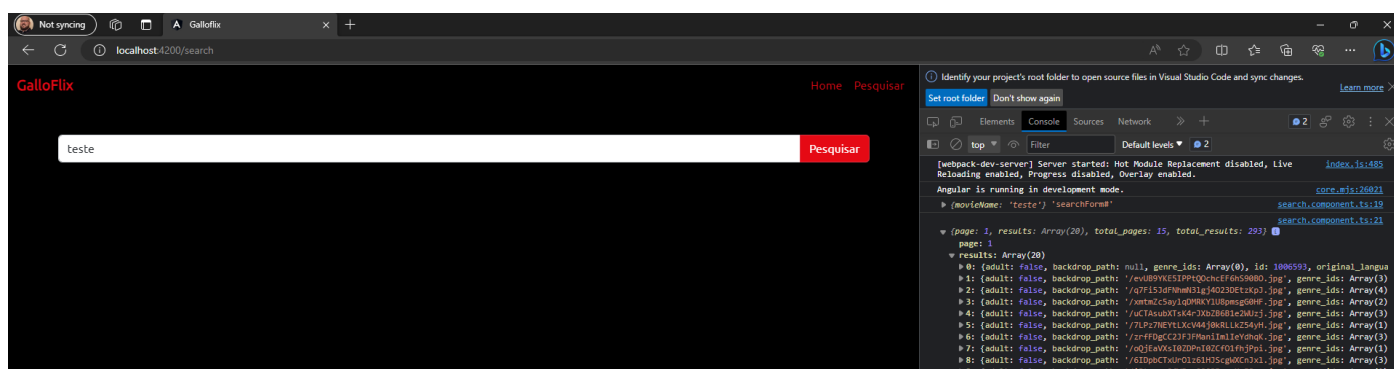 Not syncing
Galloflix
localhost:4200/search
GalloFlix
Home Pesquisar
teste
Pesquisar
Identify your project's root folder to open source files in Visual Studio Code and sync changes.
Learn more
Set root folder Don't show again
Elements Console Sources Network 2
top Filter Default levels 2
[webpack-dev-server] Server started: Hot Module Replacement disabled, Live index.js:485
Reloading enabled, Progress disabled, Overlay enabled.
Angular is running in development mode. core.mjs:26021
{movieName: 'teste'} 'searchForm#' search.component.ts:19
search.component.ts:21
{page: 1, results: Array(20), total_pages: 15, total_results: 293}
page: 1
results: Array(20)
0: {adult: false, backdrop_path: null, genre_ids: Array(0), id: 1006593, original_langua
1: {adult: false, backdrop_path: '/evUB9YKE5IPPtQOchcEF6hS908O.jpg', genre_ids: Array(3)
2: {adult: false, backdrop_path: '/q7Fi5JdFNhmN3lgj4O23DEtzKpJ.jpg', genre_ids: Array(4)
3: {adult: false, backdrop_path: '/xmtmZc5aylqDMRKYlUBpmsgG0HF.jpg', genre_ids: Array(2)
4: {adult: false, backdrop_path: '/uCTAsubXTsK4rJXbZB6B1e2WUzj.jpg', genre_ids: Array(3)
5: {adult: false, backdrop_path: '/7LPz7NEYtLXcV44j0kRLLkZ54yH.jpg', genre_ids: Array(1)
6: {adult: false, backdrop_path: '/zrfFDgCC2JFJFManiImlIeYdhqK.jpg', genre_ids: Array(3)
7: {adult: false, backdrop_path: '/oQjEaVXsI0ZDPnI0ZCfO1fhjPpi.jpg', genre_ids: Array(1)
8: {adult: false, backdrop_path: '/6IDpbCTxUrOlz6lHJScgWXCnJxl.jpg', genre_ids: Array(3)